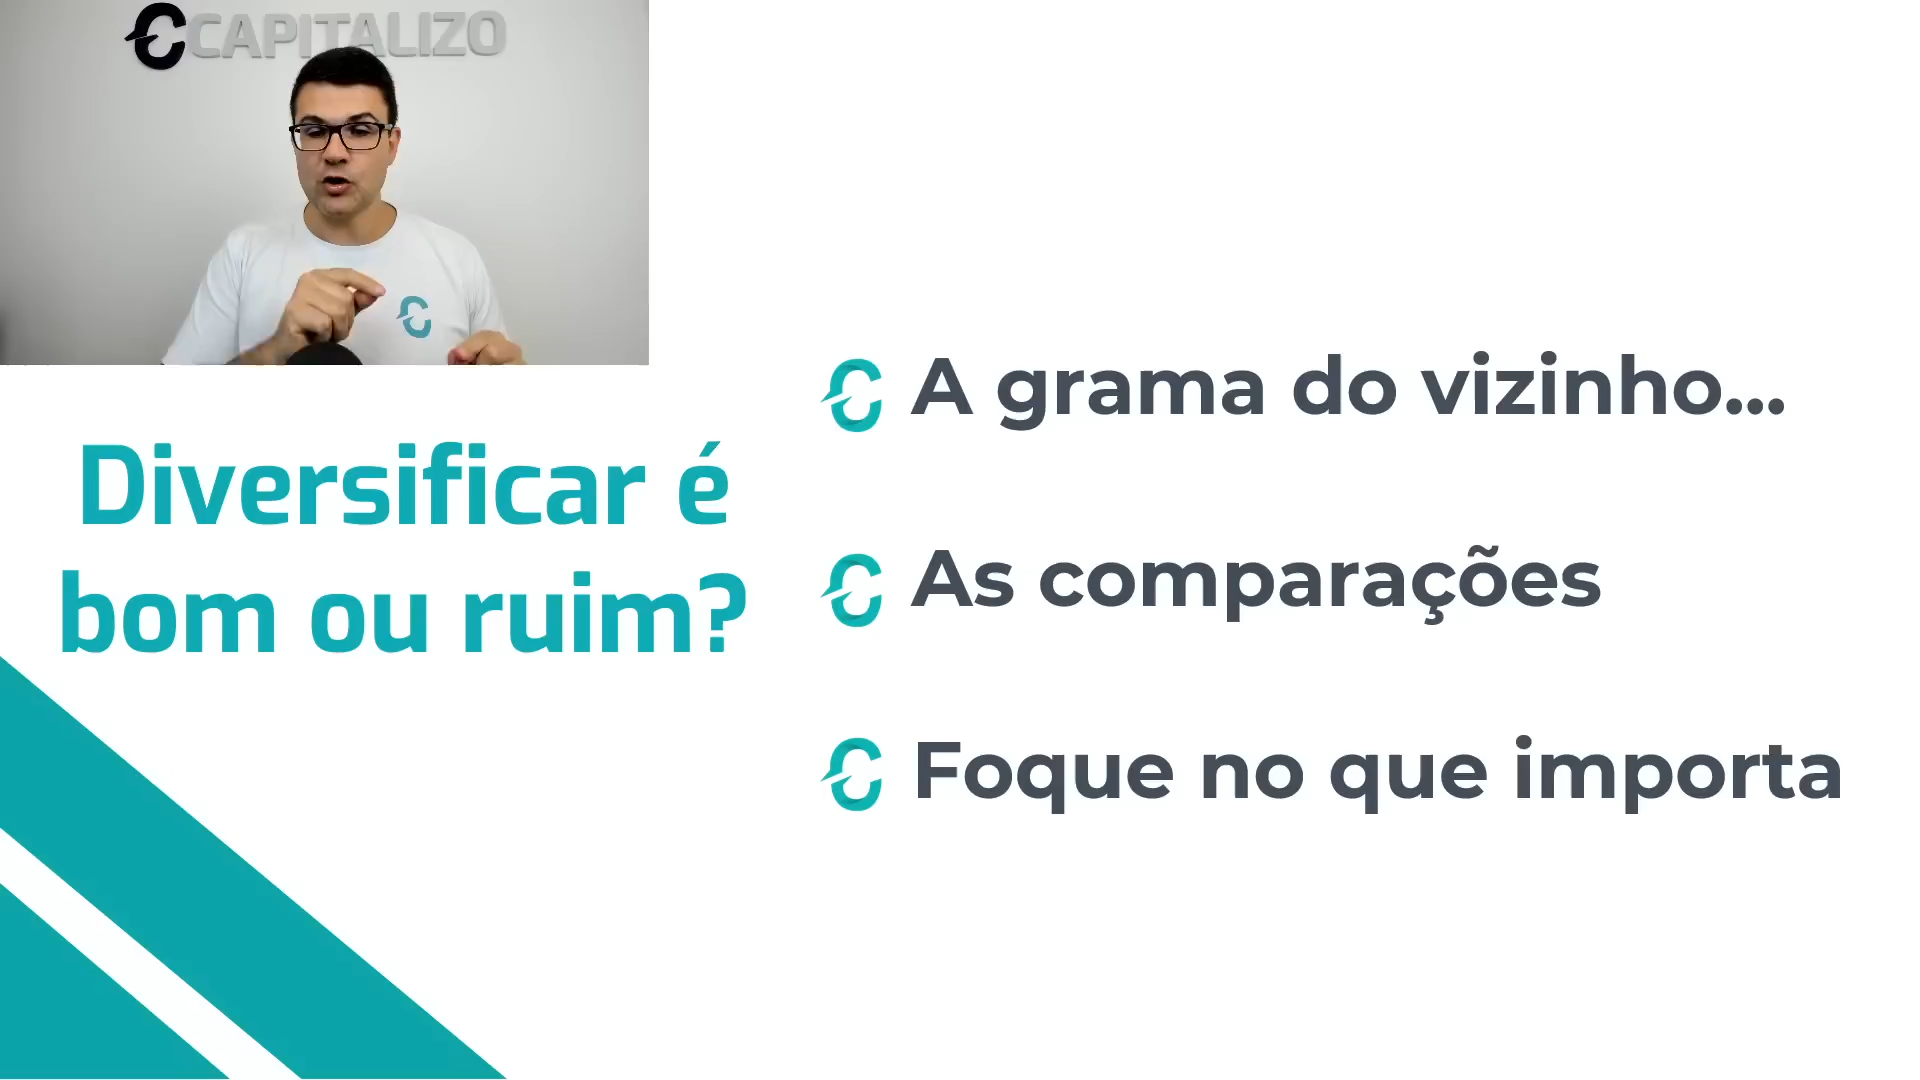 CAPITALIZO
Diversificar é
bom ou ruim?
A grama do vizinho...
As comparações
Foque no que importa